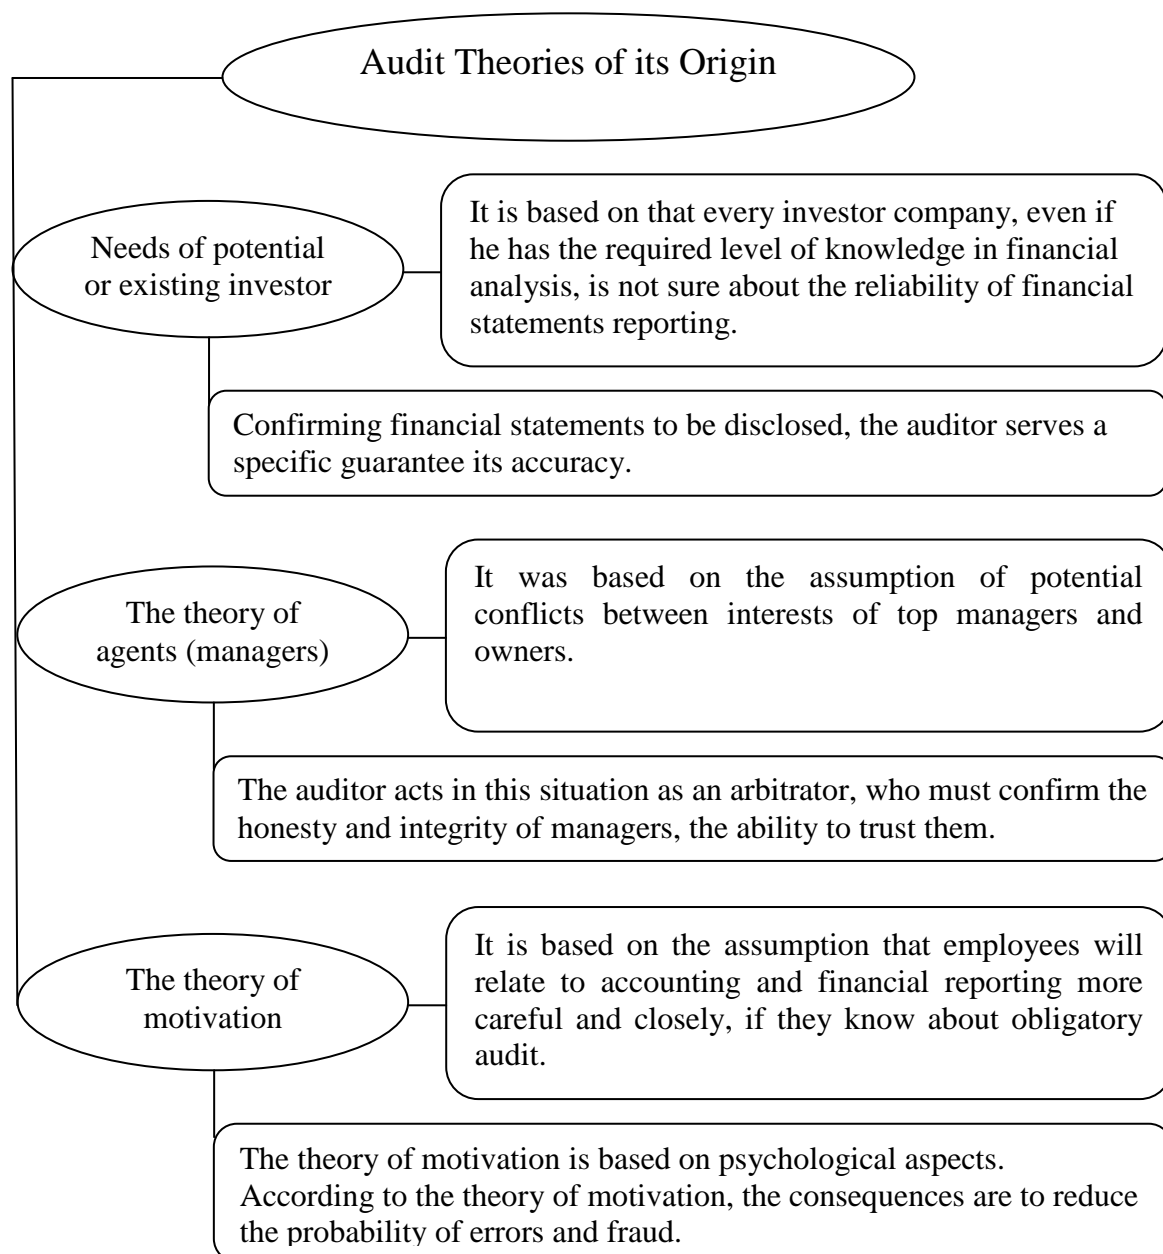 Audit Theories of its Origin
Needs of potential
or existing investor
It is based on that every investor company, even if
he has the required level of knowledge in financial
analysis, is not sure about the reliability of financial
statements reporting.
Confirming financial statements to be disclosed, the auditor serves a
specific guarantee its accuracy.
The theory of
agents (managers)
It was based on the assumption of potential
conflicts between interests of top managers and
owners.
The auditor acts in this situation as an arbitrator, who must confirm the
honesty and integrity of managers, the ability to trust them.
The theory of
motivation
It is based on the assumption that employees will
relate to accounting and financial reporting more
careful and closely, if they know about obligatory
audit.
The theory of motivation is based on psychological aspects.
According to the theory of motivation, the consequences are to reduce
the probability of errors and fraud.